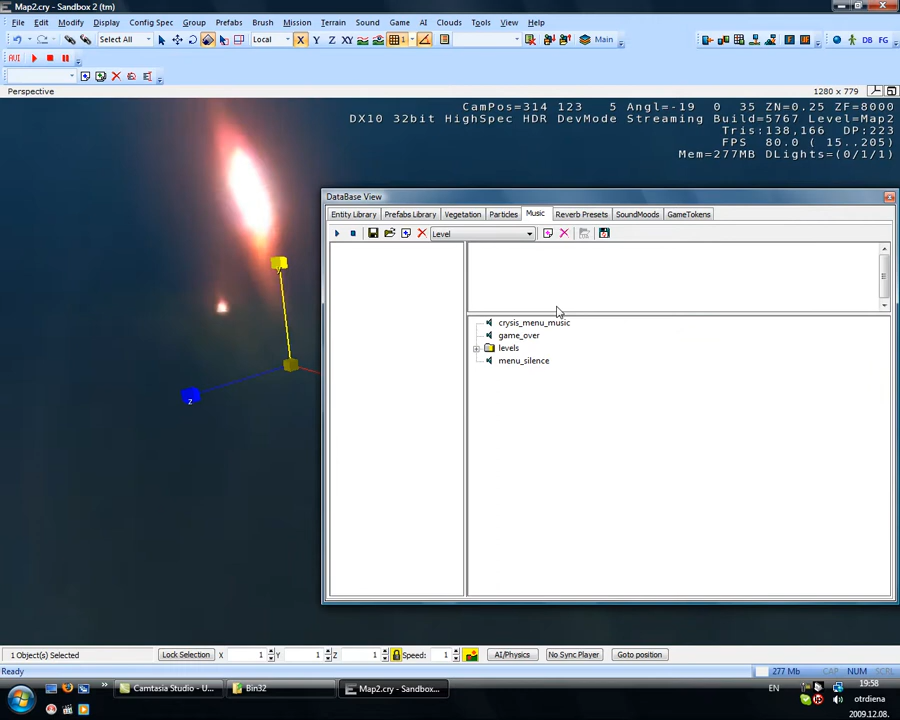 Map2.cry - Sandbox 2 (tm)
File Edit Modify Display Config Spec Group Prefabs Brush Mission Terrain Sound Game AI Clouds Tools View Help
Select All Local X Y Z XY 1 Main DB FG
AVI
Perspective 1280 x 779
CamPos=314 123 5 Angl=-19 0 35 ZN=0.25 ZF=8000
DX10 32bit HighSpec HDR DevMode Streaming Build=5767 Level=Map2
Tris:138,166 DP:223
FPS 80.0 ( 15..205)
Mem=277MB DLights=(0/1/1)
DataBase View
Entity Library Prefabs Library Vegetation Particles Music Reverb Presets SoundMoods GameTokens
Level
y
z
crysis_menu_music
game_over
levels
menu_silence
1 Object(s) Selected Lock Selection X 1 Y 1 Z 1 Speed: 1 AI/Physics No Sync Player Goto position
Ready 277 Mb CAP NUM SCRL
Camtasia Studio - U... Bin32 Map2.cry - Sandbox... EN 19:58
otrdiena
2009.12.08.